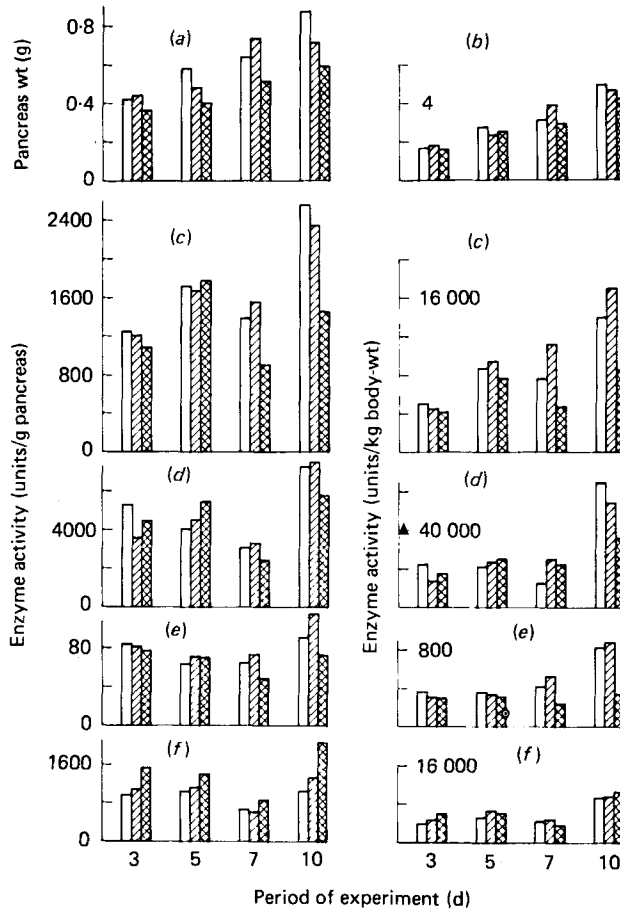 Pancreas wt (g)
0·8
0·4
0
(a)
(b)
4
Enzyme activity (units/g pancreas)
2400
1600
800
0
(c)
Enzyme activity (units/kg body-wt)
(c)
16 000
(d)
4000
(d)
40 000
(e)
80
0
(e)
800
(f)
1600
0
(f)
16 000
3 5 7 10
3 5 7 10
Period of experiment (d)